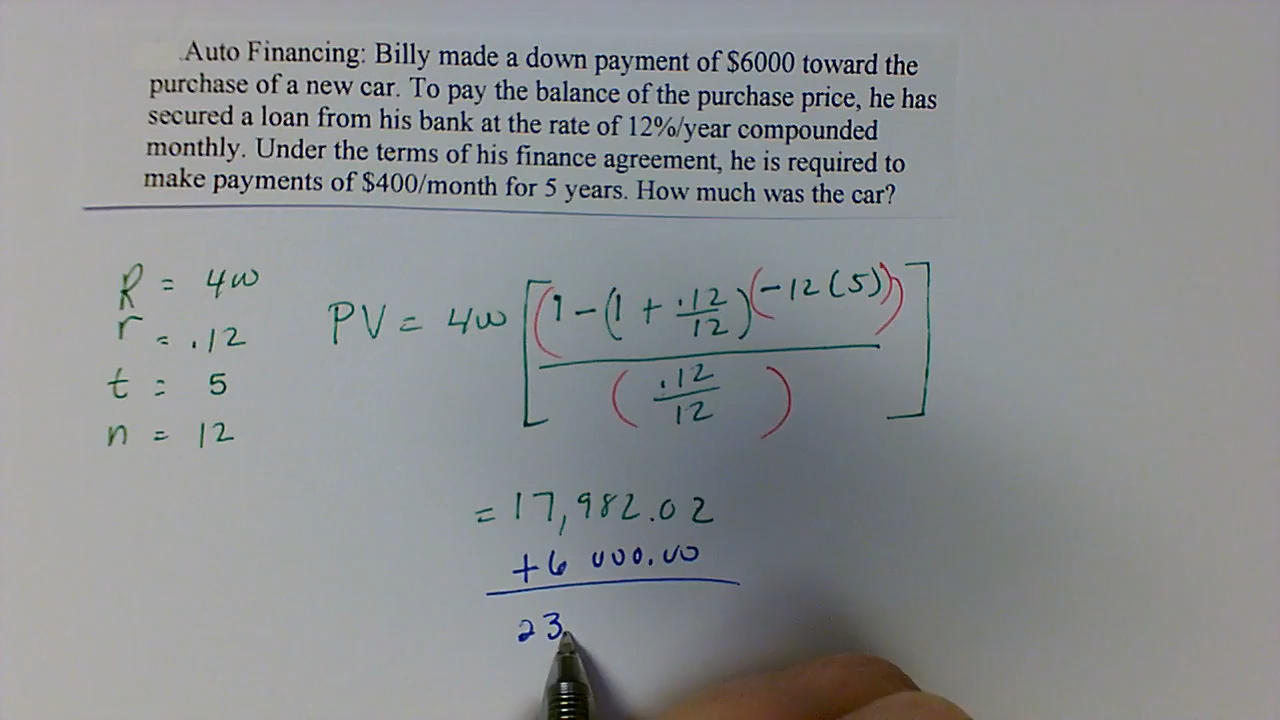 Auto Financing: Billy made a down payment of $6000 toward the
purchase of a new car. To pay the balance of the purchase price, he has
secured a loan from his bank at the rate of 12%/year compounded
monthly. Under the terms of his finance agreement, he is required to
make payments of $400/month for 5 years. How much was the car?
R = 400
r = .12
t = 5
n = 12
PV = 400 [ (1 - (1 + .12/12)^(-12(5))) / (.12/12) ]
= 17,982.02
+6 000.00
23